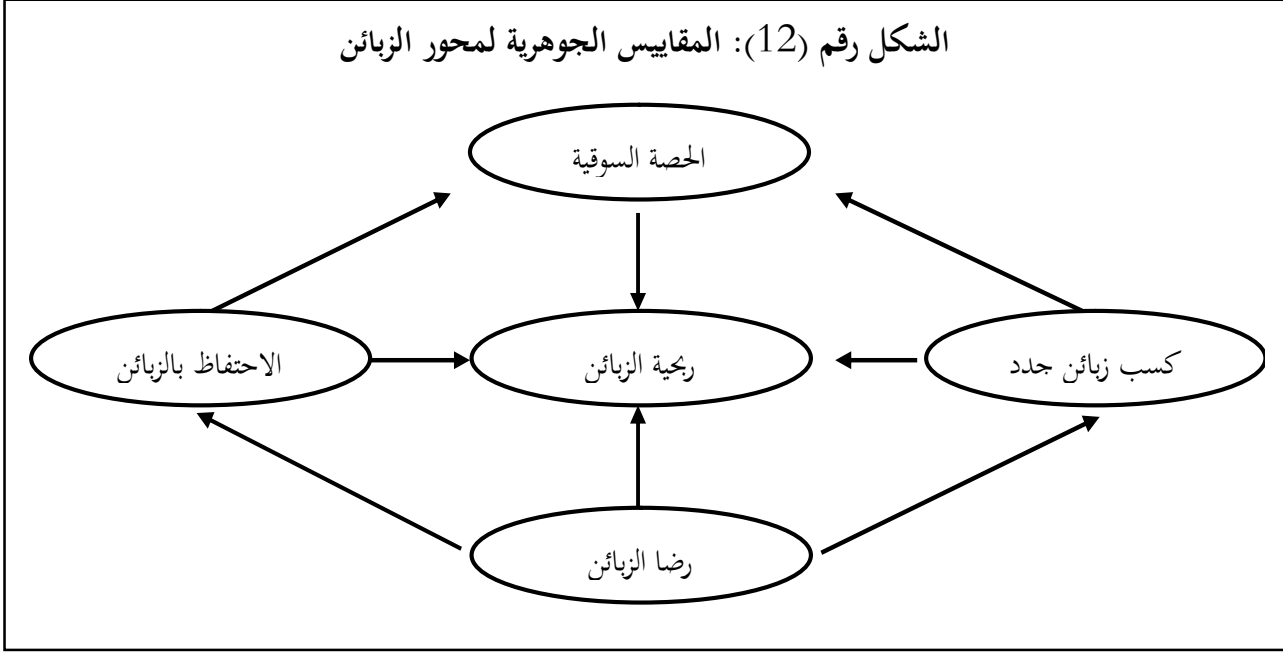 الشكل رقم (12): المقاييس الجوهرية لمحور الزبائن
الحصة السوقية
كسب زبائن جدد
ربحية الزبائن
الاحتفاظ بالزبائن
رضا الزبائن